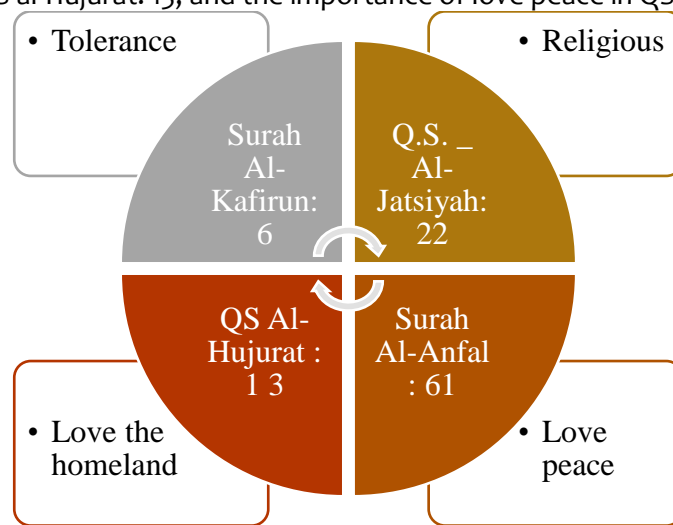 al-Hujurat: 13, and the importance of love peace in QS
• Tolerance
• Religious
Surah
Al-
Kafirun:
6
Q.S. _
Al-
Jatsiyah:
22
QS Al-
Hujurat :
1 3
Surah
Al-Anfal
: 61
• Love the
homeland
• Love
peace